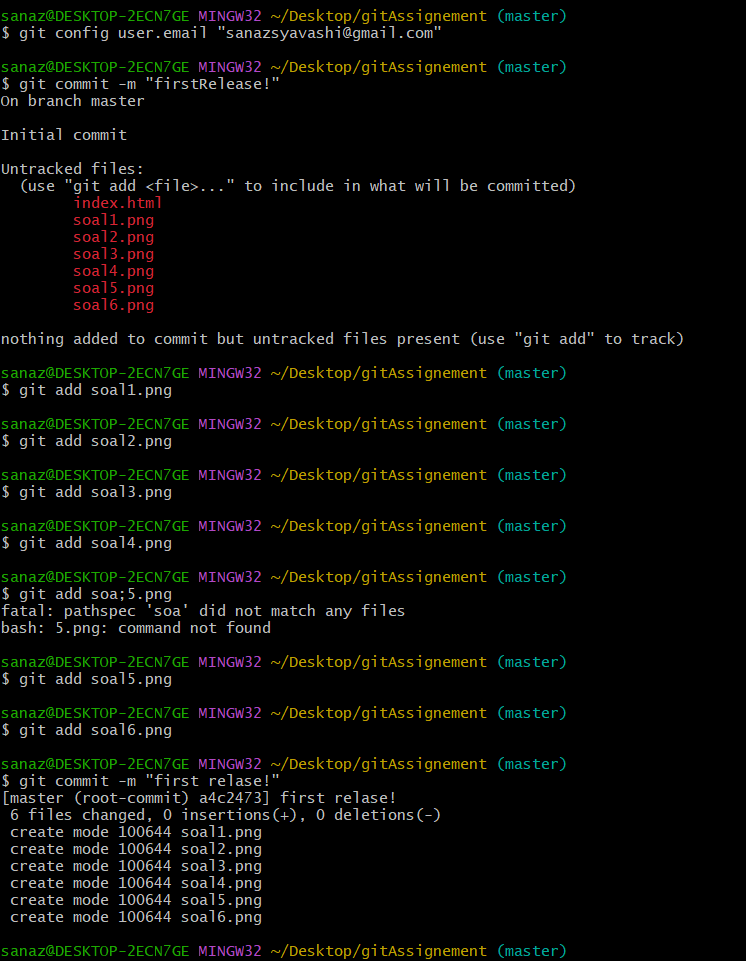 sanaz@DESKTOP-2ECN7GE MINGW32 ~/Desktop/gitAssignement (master)
$ git config user.email "sanazsyavashi@gmail.com"
sanaz@DESKTOP-2ECN7GE MINGW32 ~/Desktop/gitAssignement (master)
$ git commit -m "firstRelease!"
On branch master
Initial commit
Untracked files:
(use "git add <file>..." to include in what will be committed)
index.html
soal1.png
soal2.png
soal3.png
soal4.png
soal5.png
soal6.png
nothing added to commit but untracked files present (use "git add" to track)
sanaz@DESKTOP-2ECN7GE MINGW32 ~/Desktop/gitAssignement (master)
$ git add soal1.png
sanaz@DESKTOP-2ECN7GE MINGW32 ~/Desktop/gitAssignement (master)
$ git add soal2.png
sanaz@DESKTOP-2ECN7GE MINGW32 ~/Desktop/gitAssignement (master)
$ git add soal3.png
sanaz@DESKTOP-2ECN7GE MINGW32 ~/Desktop/gitAssignement (master)
$ git add soal4.png
sanaz@DESKTOP-2ECN7GE MINGW32 ~/Desktop/gitAssignement (master)
$ git add soa;5.png
fatal: pathspec 'soa' did not match any files
bash: 5.png: command not found
sanaz@DESKTOP-2ECN7GE MINGW32 ~/Desktop/gitAssignement (master)
$ git add soal5.png
sanaz@DESKTOP-2ECN7GE MINGW32 ~/Desktop/gitAssignement (master)
$ git add soal6.png
sanaz@DESKTOP-2ECN7GE MINGW32 ~/Desktop/gitAssignement (master)
$ git commit -m "first relase!"
[master (root-commit) a4c2473] first relase!
6 files changed, 0 insertions(+), 0 deletions(-)
create mode 100644 soal1.png
create mode 100644 soal2.png
create mode 100644 soal3.png
create mode 100644 soal4.png
create mode 100644 soal5.png
create mode 100644 soal6.png
sanaz@DESKTOP-2ECN7GE MINGW32 ~/Desktop/gitAssignement (master)